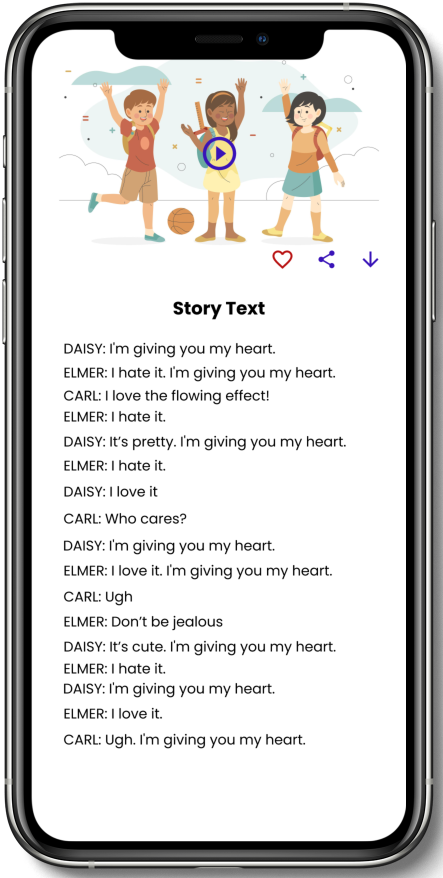 Story Text
DAISY: I'm giving you my heart.
ELMER: I hate it. I'm giving you my heart.
CARL: I love the flowing effect!
ELMER: I hate it.
DAISY: It’s pretty. I'm giving you my heart.
ELMER: I hate it.
DAISY: I love it
CARL: Who cares?
DAISY: I'm giving you my heart.
ELMER: I love it. I'm giving you my heart.
CARL: Ugh
ELMER: Don’t be jealous
DAISY: It’s cute. I'm giving you my heart.
ELMER: I hate it.
DAISY: I'm giving you my heart.
ELMER: I love it.
CARL: Ugh. I'm giving you my heart.